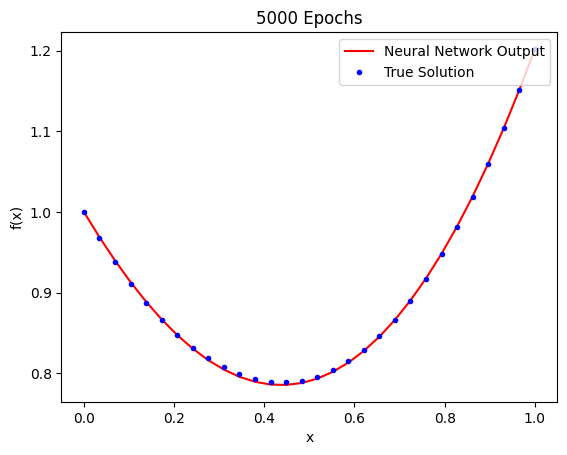 5000 Epochs
Neural Network Output
True Solution
1.2
1.1
1.0
0.9
0.8
f(x)
0.0 0.2 0.4 0.6 0.8 1.0
x